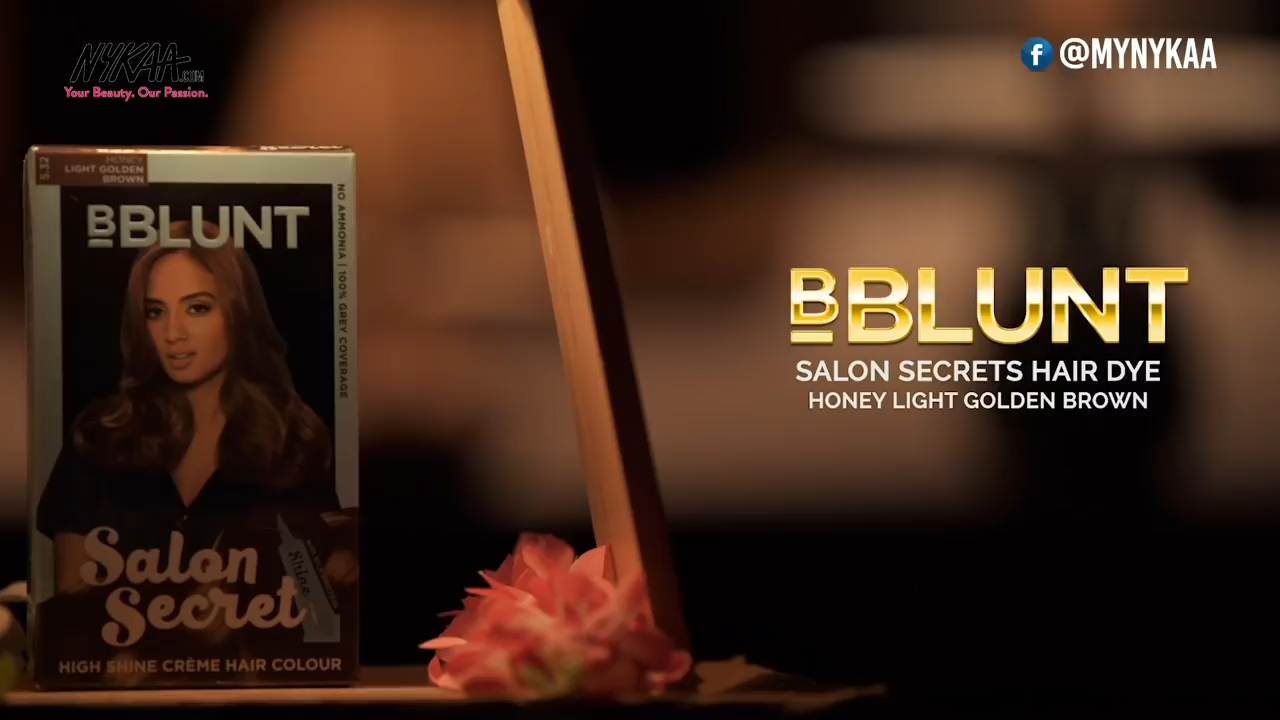 NYKAA.COM
Your Beauty. Our Passion.
f @MYNYKAA
5.32
HONEY
LIGHT GOLDEN
BROWN
BBLUNT
NO AMMONIA | 100% GREY COVERAGE
Salon
Secret
Shine
HIGH SHINE CRÈME HAIR COLOUR
BBLUNT
SALON SECRETS HAIR DYE
HONEY LIGHT GOLDEN BROWN